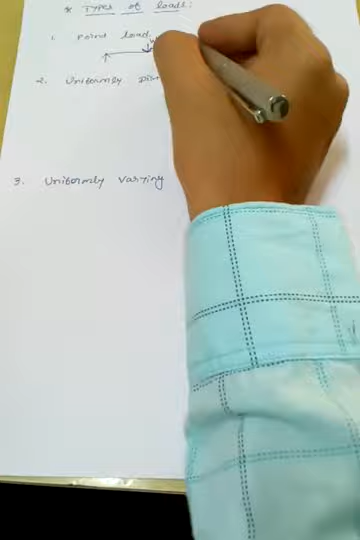 * Types of loads:
1. Point load
W
2. Uniformly
3. Uniformly varying